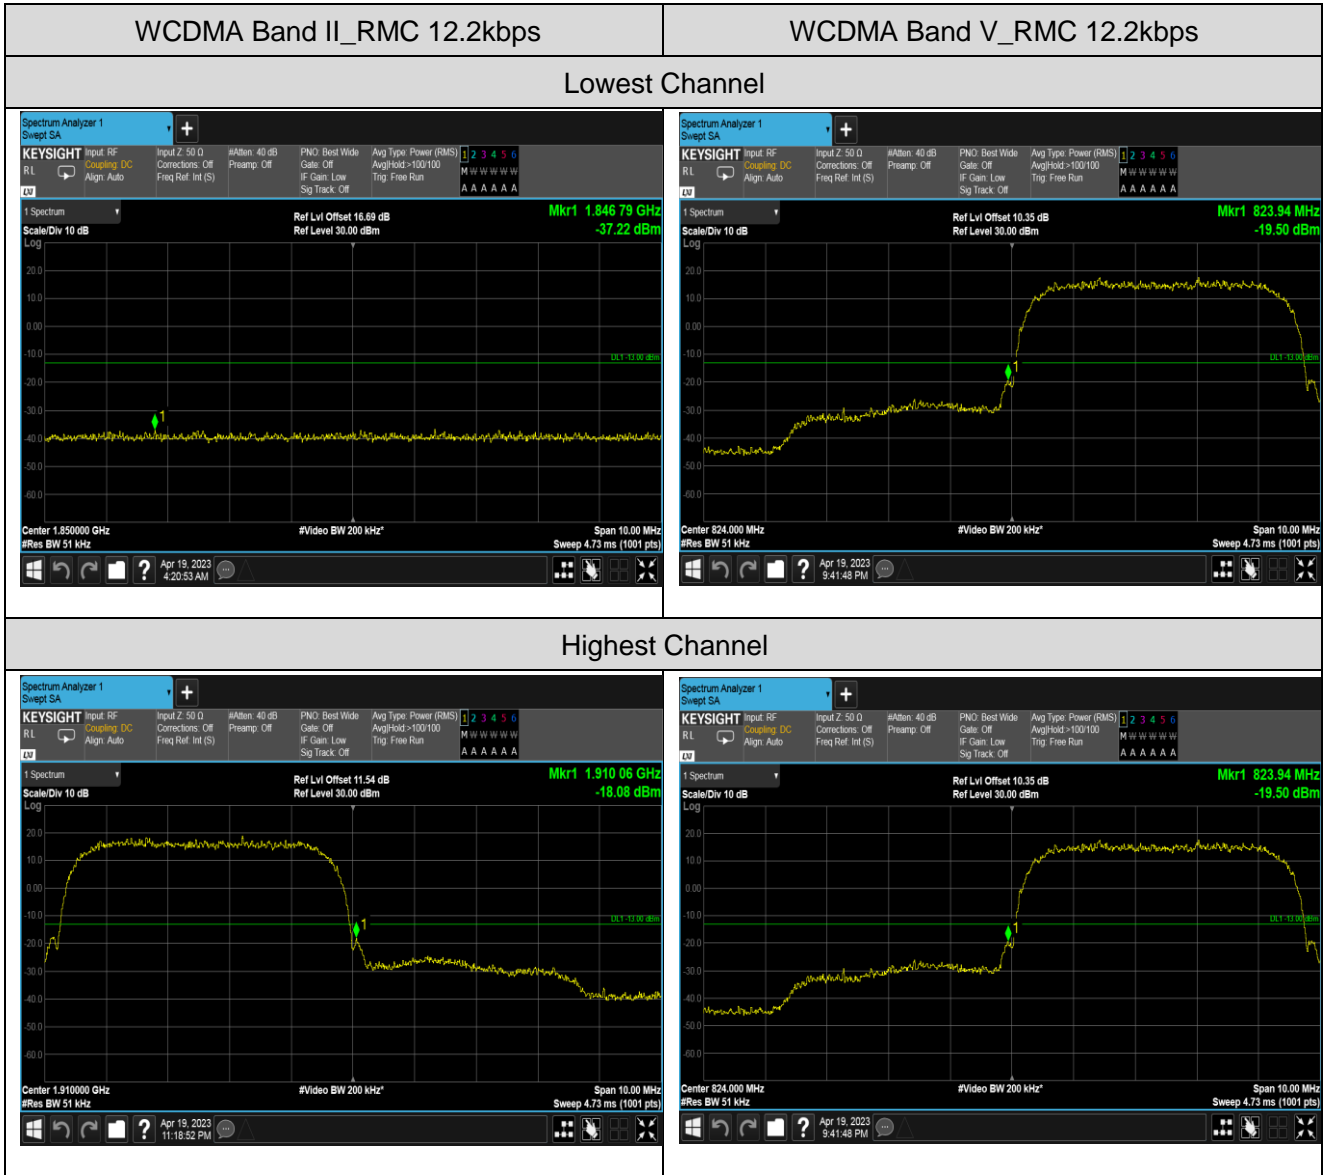 WCDMA Band II_RMC 12.2kbps
WCDMA Band V_RMC 12.2kbps
Lowest Channel
Spectrum Analyzer 1
Swept SA
+
KEYSIGHT Input: RF Input Z: 50 Ω #Atten: 40 dB PNO: Best Wide Avg Type: Power (RMS) 1 2 3 4 5 6
RL Coupling: DC Corrections: Off Preamp: Off Gate: Off Avg|Hold:>100/100 M W W W W W
Align: Auto Freq Ref: Int (S) IF Gain: Low Trig: Free Run
LXI Sig Track: Off A A A A A A
1 Spectrum
Ref Lvl Offset 16.69 dB
Mkr1 1.846 79 GHz
Scale/Div 10 dB
Ref Level 30.00 dBm
-37.22 dBm
Log
20.0
10.0
0.00
-10.0
DL1 -13.00 dBm
-20.0
-30.0
1
-40.0
-50.0
-60.0
Center 1.850000 GHz
#Video BW 200 kHz*
Span 10.00 MHz
#Res BW 51 kHz
Sweep 4.73 ms (1001 pts)
?
Apr 19, 2023
4:20:53 AM
Spectrum Analyzer 1
Swept SA
+
KEYSIGHT Input: RF Input Z: 50 Ω #Atten: 40 dB PNO: Best Wide Avg Type: Power (RMS) 1 2 3 4 5 6
RL Coupling: DC Corrections: Off Preamp: Off Gate: Off Avg|Hold:>100/100 M W W W W W
Align: Auto Freq Ref: Int (S) IF Gain: Low Trig: Free Run
LXI Sig Track: Off A A A A A A
1 Spectrum
Ref Lvl Offset 10.35 dB
Mkr1 823.94 MHz
Scale/Div 10 dB
Ref Level 30.00 dBm
-19.50 dBm
Log
20.0
10.0
0.00
-10.0
DL1 -13.00 dBm
1
-20.0
-30.0
-40.0
-50.0
-60.0
Center 824.000 MHz
#Video BW 200 kHz*
Span 10.00 MHz
#Res BW 51 kHz
Sweep 4.73 ms (1001 pts)
?
Apr 19, 2023
9:41:48 PM
Highest Channel
Spectrum Analyzer 1
Swept SA
+
KEYSIGHT Input: RF Input Z: 50 Ω #Atten: 40 dB PNO: Best Wide Avg Type: Power (RMS) 1 2 3 4 5 6
RL Coupling: DC Corrections: Off Preamp: Off Gate: Off Avg|Hold:>100/100 M W W W W W
Align: Auto Freq Ref: Int (S) IF Gain: Low Trig: Free Run
LXI Sig Track: Off A A A A A A
1 Spectrum
Ref Lvl Offset 11.54 dB
Mkr1 1.910 06 GHz
Scale/Div 10 dB
Ref Level 30.00 dBm
-18.08 dBm
Log
20.0
10.0
0.00
-10.0
DL1 -13.00 dBm
1
-20.0
-30.0
-40.0
-50.0
-60.0
Center 1.910000 GHz
#Video BW 200 kHz*
Span 10.00 MHz
#Res BW 51 kHz
Sweep 4.73 ms (1001 pts)
?
Apr 19, 2023
11:18:52 PM
Spectrum Analyzer 1
Swept SA
+
KEYSIGHT Input: RF Input Z: 50 Ω #Atten: 40 dB PNO: Best Wide Avg Type: Power (RMS) 1 2 3 4 5 6
RL Coupling: DC Corrections: Off Preamp: Off Gate: Off Avg|Hold:>100/100 M W W W W W
Align: Auto Freq Ref: Int (S) IF Gain: Low Trig: Free Run
LXI Sig Track: Off A A A A A A
1 Spectrum
Ref Lvl Offset 10.35 dB
Mkr1 823.94 MHz
Scale/Div 10 dB
Ref Level 30.00 dBm
-19.50 dBm
Log
20.0
10.0
0.00
-10.0
DL1 -13.00 dBm
1
-20.0
-30.0
-40.0
-50.0
-60.0
Center 824.000 MHz
#Video BW 200 kHz*
Span 10.00 MHz
#Res BW 51 kHz
Sweep 4.73 ms (1001 pts)
?
Apr 19, 2023
9:41:48 PM